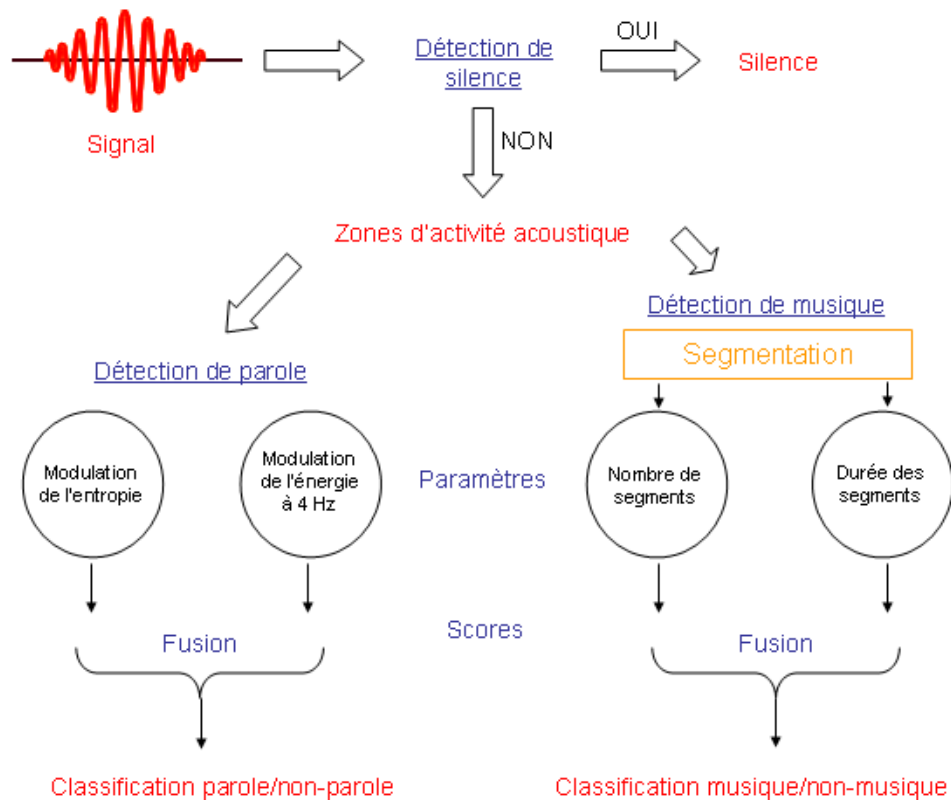 OUI
Détection de
silence
Silence
Signal
NON
Zones d'activité acoustique
Détection de musique
Segmentation
Détection de parole
Modulation
de l'entropie
Modulation
de l'énergie
à 4 Hz
Paramètres
Nombre de
segments
Durée des
segments
Fusion
Scores
Fusion
Classification parole/non-parole
Classification musique/non-musique